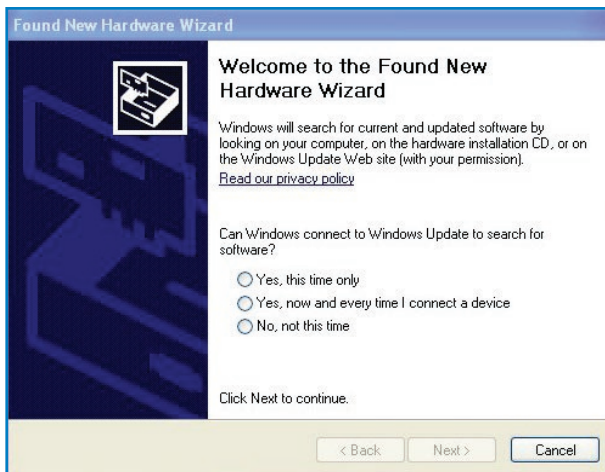 Found New Hardware Wizard
Welcome to the Found New
Hardware Wizard
Windows will search for current and updated software by
looking on your computer, on the hardware installation CD, or on
the Windows Update Web site (with your permission).
Read our privacy policy
Can Windows connect to Windows Update to search for
software?
Yes, this time only
Yes, now and every time I connect a device
No, not this time
Click Next to continue.
< Back Next > Cancel